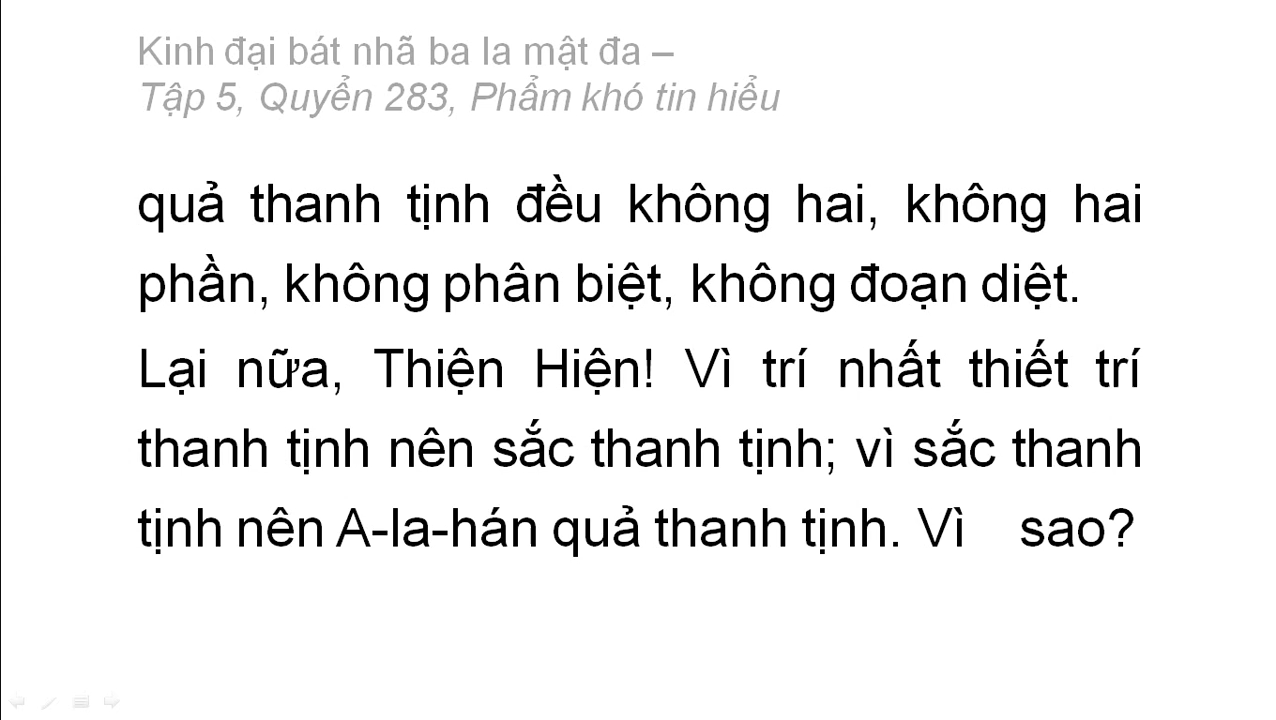 Kinh đại bát nhã ba la mật đa –
Tập 5, Quyển 283, Phẩm khó tin hiểu
quả thanh tịnh đều không hai, không hai
phần, không phân biệt, không đoạn diệt.
Lại nữa, Thiện Hiện! Vì trí nhất thiết trí
thanh tịnh nên sắc thanh tịnh; vì sắc thanh
tịnh nên A-la-hán quả thanh tịnh. Vì sao?